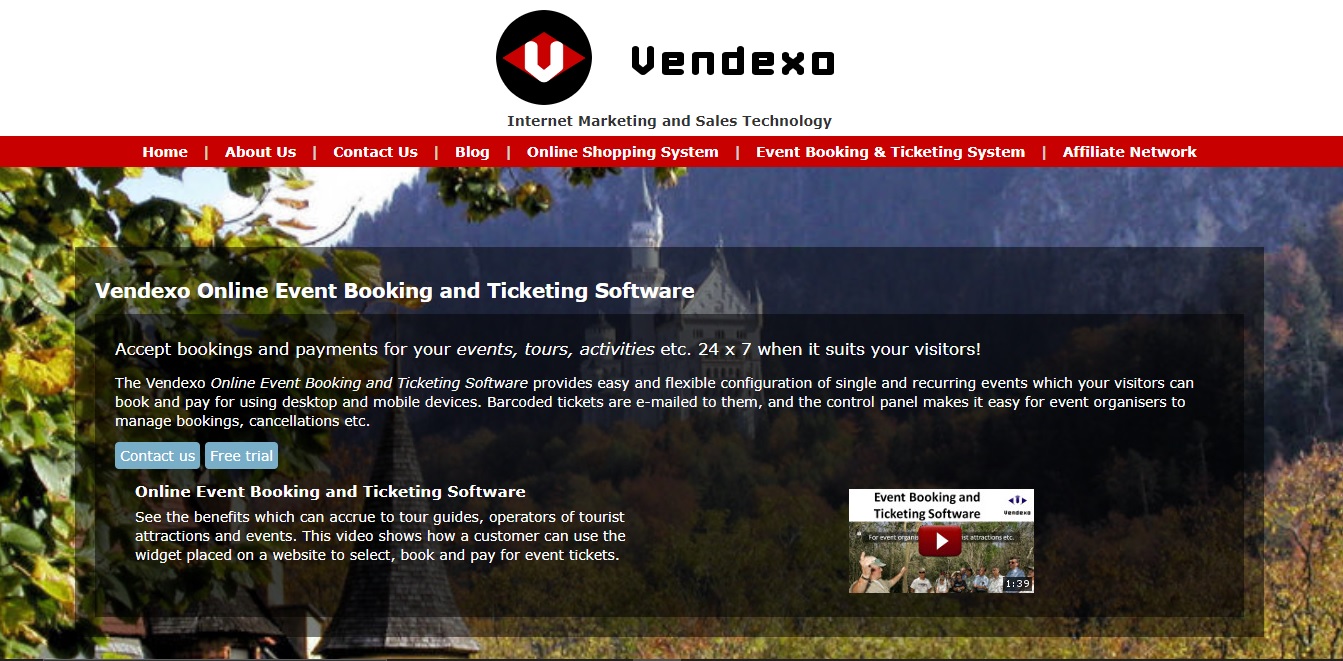 Vendexo
Internet Marketing and Sales Technology
Home | About Us | Contact Us | Blog | Online Shopping System | Event Booking & Ticketing System | Affiliate Network
Vendexo Online Event Booking and Ticketing Software
Accept bookings and payments for your events, tours, activities etc. 24 x 7 when it suits your visitors!
The Vendexo Online Event Booking and Ticketing Software provides easy and flexible configuration of single and recurring events which your visitors can
book and pay for using desktop and mobile devices. Barcoded tickets are e-mailed to them, and the control panel makes it easy for event organisers to
manage bookings, cancellations etc.
Contact us Free trial
Online Event Booking and Ticketing Software
See the benefits which can accrue to tour guides, operators of tourist
attractions and events. This video shows how a customer can use the
widget placed on a website to select, book and pay for event tickets.
Event Booking and
Ticketing Software
Vendexo
For event attractions etc.
1:39